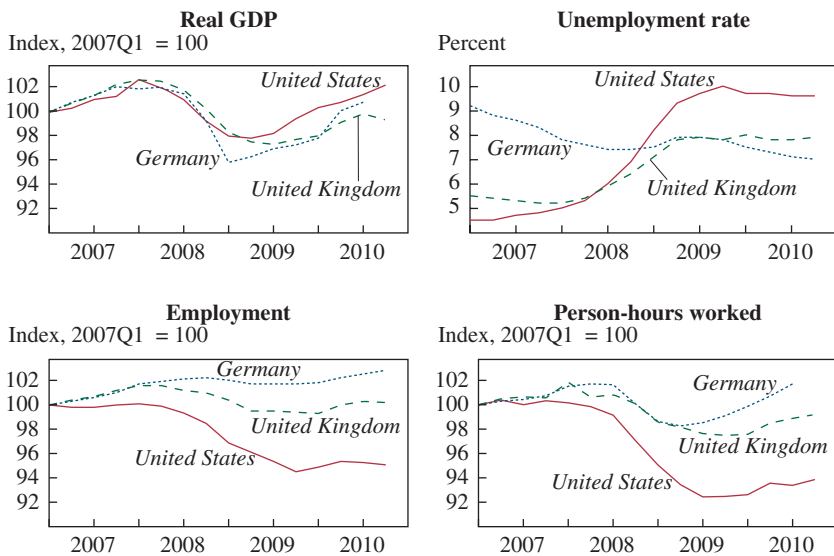 Real GDP
Index, 2007Q1 = 100
102
100
98
96
94
92
United States
Germany
United Kingdom
2007 2008 2009 2010
Unemployment rate
Percent
10
9
8
7
6
5
United States
Germany
United Kingdom
2007 2008 2009 2010
Employment
Index, 2007Q1 = 100
102
100
98
96
94
92
Germany
United Kingdom
United States
2007 2008 2009 2010
Person-hours worked
Index, 2007Q1 = 100
102
100
98
96
94
92
Germany
United Kingdom
United States
2007 2008 2009 2010